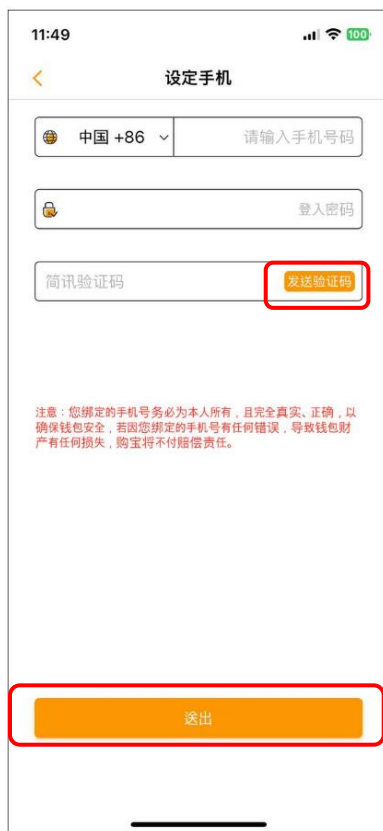 11:49 100
设定手机
中国 +86 请输入手机号码
登入密码
简讯验证码 发送验证码
注意：您绑定的手机号务必为本人所有，且完全真实、正确，以
确保钱包安全，若因您绑定的手机号有任何错误，导致钱包财
产有任何损失，购宝将不付赔偿责任。
送出